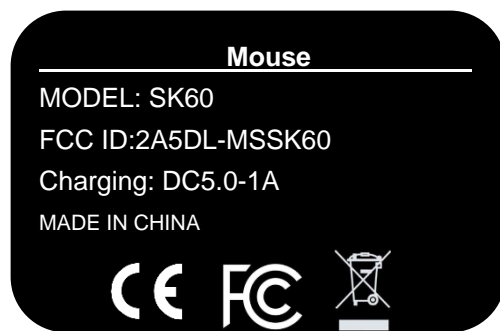 Mouse
MODEL: SK60
FCC ID:2A5DL-MSSK60
Charging: DC5.0-1A
MADE IN CHINA
CE FC